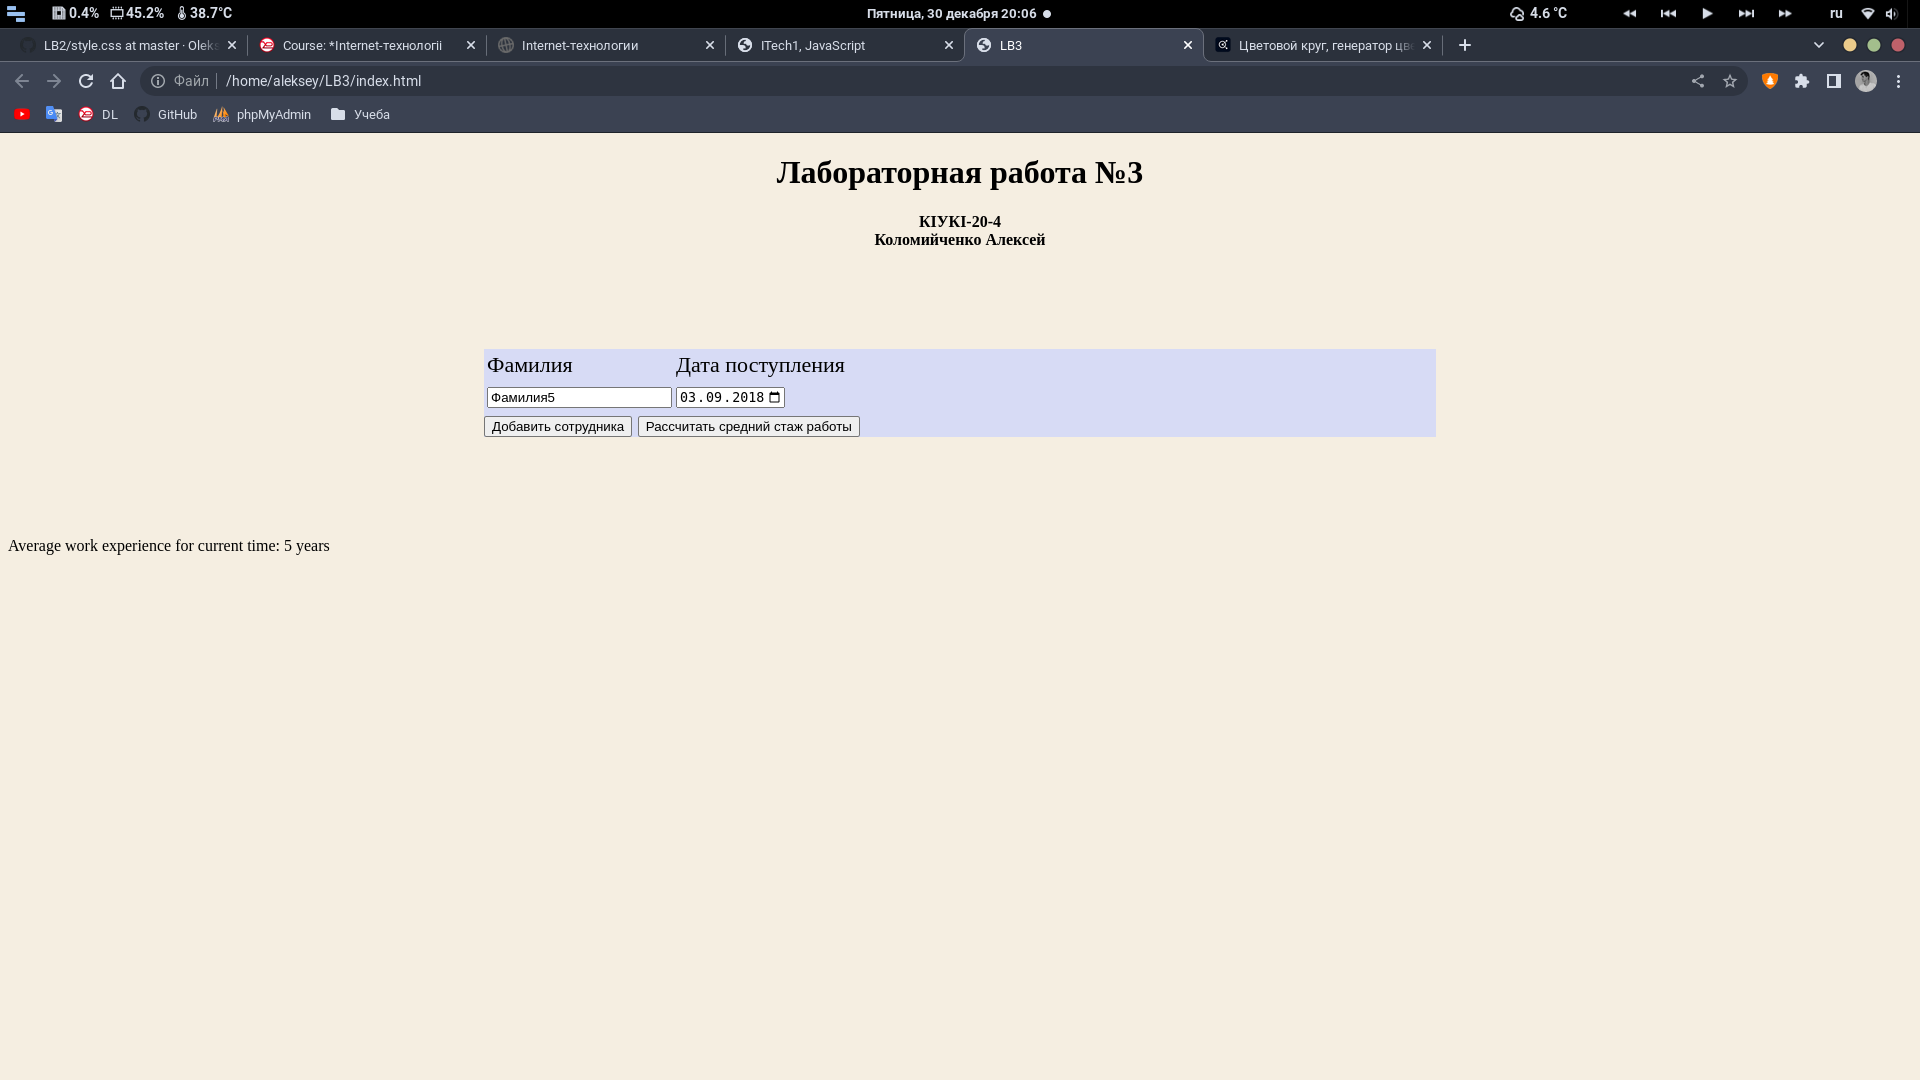 0.4% 45.2% 38.7°C Пятница, 30 декабря 20:06 4.6 °C ru
LB2/style.css at master · Oleks Course: *Internet-технологіі Internet-технологии ITech1, JavaScript LB3 Цветовой круг, генератор цв
Файл /home/aleksey/LB3/index.html
DL GitHub phpMyAdmin Учеба
Лабораторная работа №3
КІУКІ-20-4
Коломийченко Алексей
Фамилия Дата поступления
Фамилия5 03.09.2018
Добавить сотрудника Рассчитать средний стаж работы
Average work experience for current time: 5 years